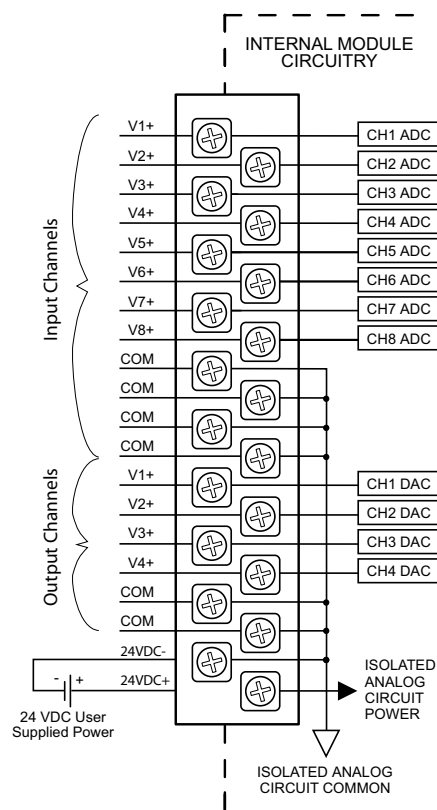 INTERNAL MODULE
CIRCUITRY
Input Channels
V1+
CH1 ADC
V2+
CH2 ADC
V3+
CH3 ADC
V4+
CH4 ADC
V5+
CH5 ADC
V6+
CH6 ADC
V7+
CH7 ADC
V8+
CH8 ADC
COM
COM
COM
COM
Output Channels
V1+
CH1 DAC
V2+
CH2 DAC
V3+
CH3 DAC
V4+
CH4 DAC
COM
COM
24VDC-
24VDC+
- +
24 VDC User
Supplied Power
ISOLATED
ANALOG
CIRCUIT
POWER
ISOLATED ANALOG
CIRCUIT COMMON